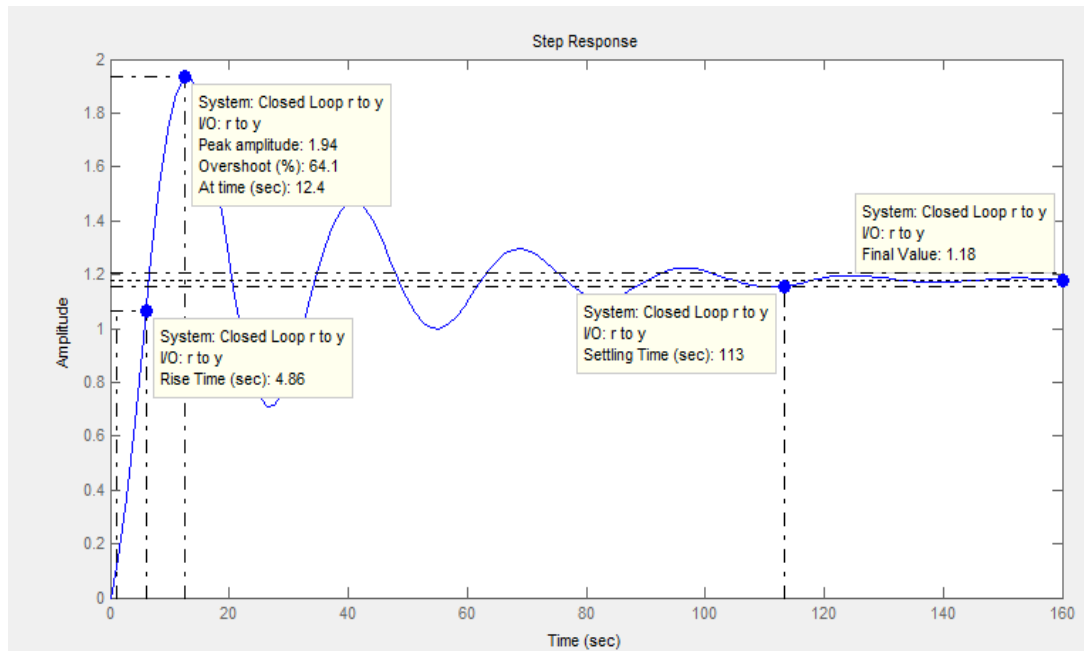 Step Response
Amplitude
2
1.8
1.6
1.4
1.2
1
0.8
0.6
0.4
0.2
0
System: Closed Loop r to y
I/O: r to y
Peak amplitude: 1.94
Overshoot (%): 64.1
At time (sec): 12.4
System: Closed Loop r to y
I/O: r to y
Final Value: 1.18
System: Closed Loop r to y
I/O: r to y
Settling Time (sec): 113
System: Closed Loop r to y
I/O: r to y
Rise Time (sec): 4.86
0 20 40 60 80 100 120 140 160
Time (sec)